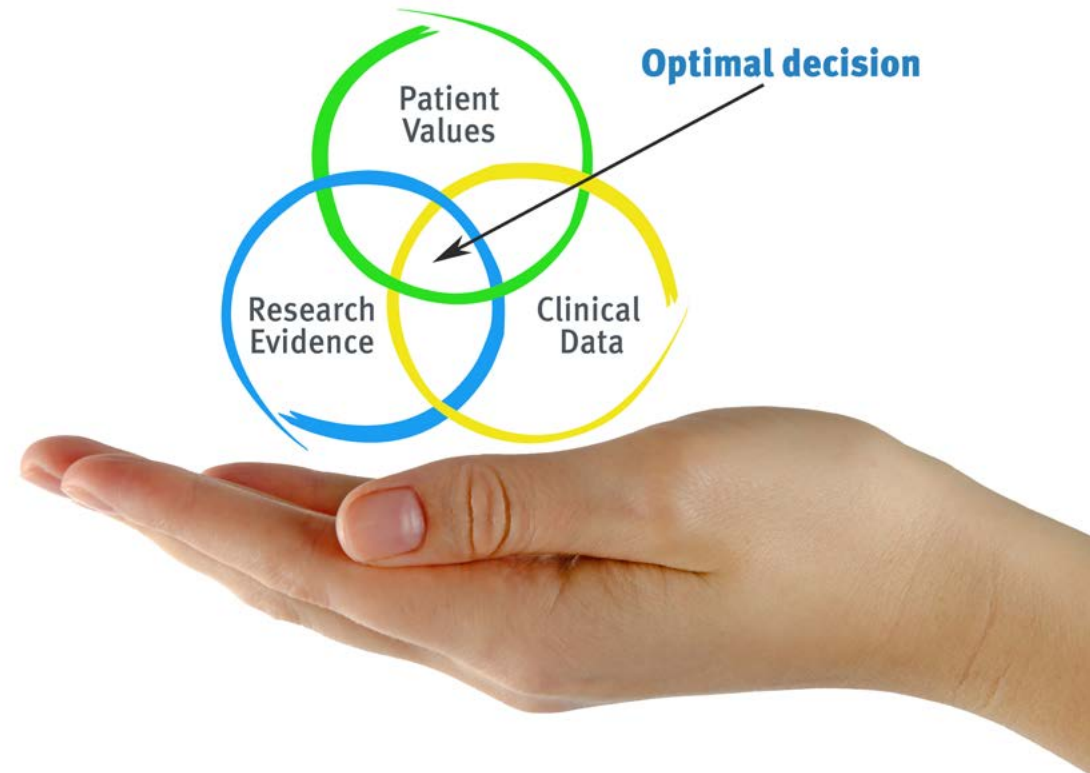 Optimal decision
Patient
Values
Research
Evidence
Clinical
Data